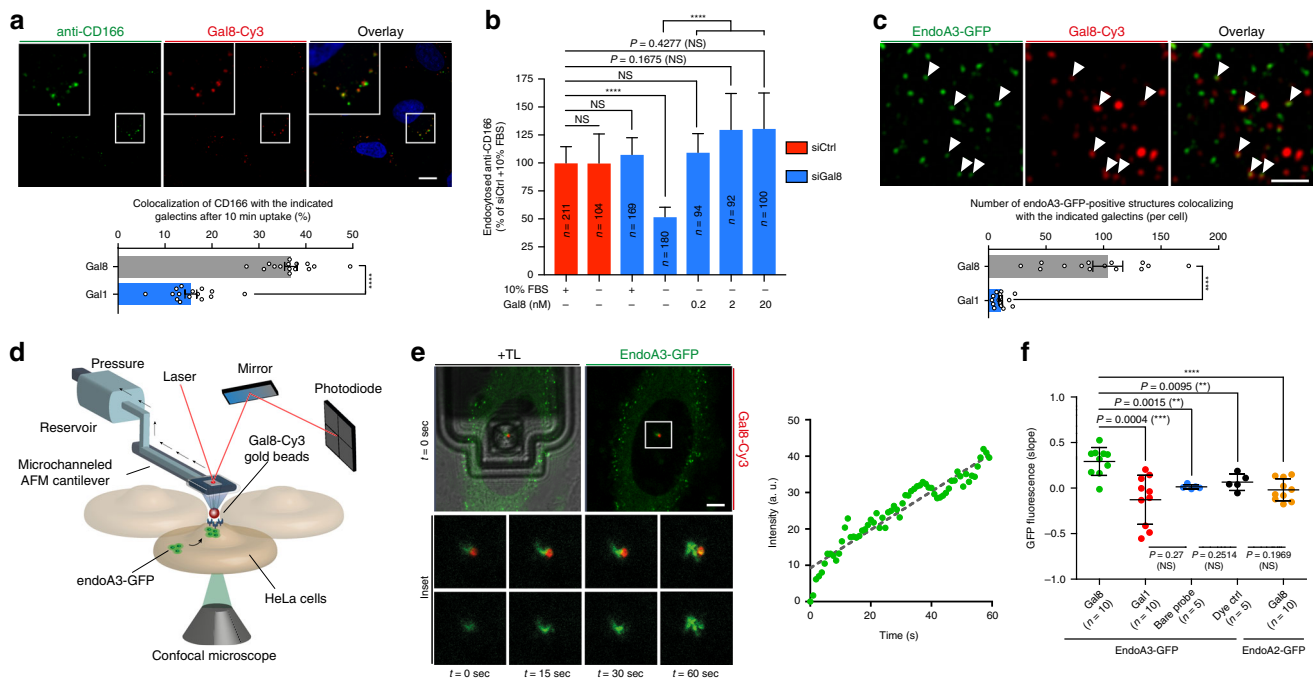 a
anti-CD166
Gal8-Cy3
Overlay
Colocalization of CD166 with the indicated
galectins after 10 min uptake (%)
0
10
20
30
40
50
Gal8
Gal1
****
b
****
P = 0.4277 (NS)
P = 0.1675 (NS)
NS
****
NS
NS
Endocytosed anti-CD166
(% of siCtrl +10% FBS)
175
150
125
100
75
50
25
0
n = 211
n = 104
n = 169
n = 180
n = 94
n = 92
n = 100
siCtrl
siGal8
10% FBS + – + – – – –
Gal8 (nM) – – – – 0.2 2 20
c
EndoA3-GFP
Gal8-Cy3
Overlay
Number of endoA3-GFP-positive structures colocalizing
with the indicated galectins (per cell)
0
50
100
150
200
Gal8
Gal1
****
d
Pressure
Laser
Mirror
Photodiode
Reservoir
Gal8-Cy3
gold beads
Microchanneled
AFM cantilever
endoA3-GFP
HeLa cells
Confocal microscope
e
+TL
EndoA3-GFP
Gal8-Cy3
t = 0 sec
Inset
t = 0 sec
t = 15 sec
t = 30 sec
t = 60 sec
Intensity (a. u.)
50
40
30
20
10
0
0
20
40
60
Time (s)
f
****
P = 0.0095 (**)
P = 0.0015 (**)
P = 0.0004 (***)
GFP fluorescence (slope)
1.0
0.5
0.0
−0.5
−1.0
P = 0.27
(NS)
P = 0.2514
(NS)
P = 0.1969
(NS)
Gal8
(n = 10)
Gal1
(n = 10)
Bare probe
(n = 5)
Dye ctrl
(n = 5)
Gal8
(n = 10)
EndoA3-GFP
EndoA2-GFP